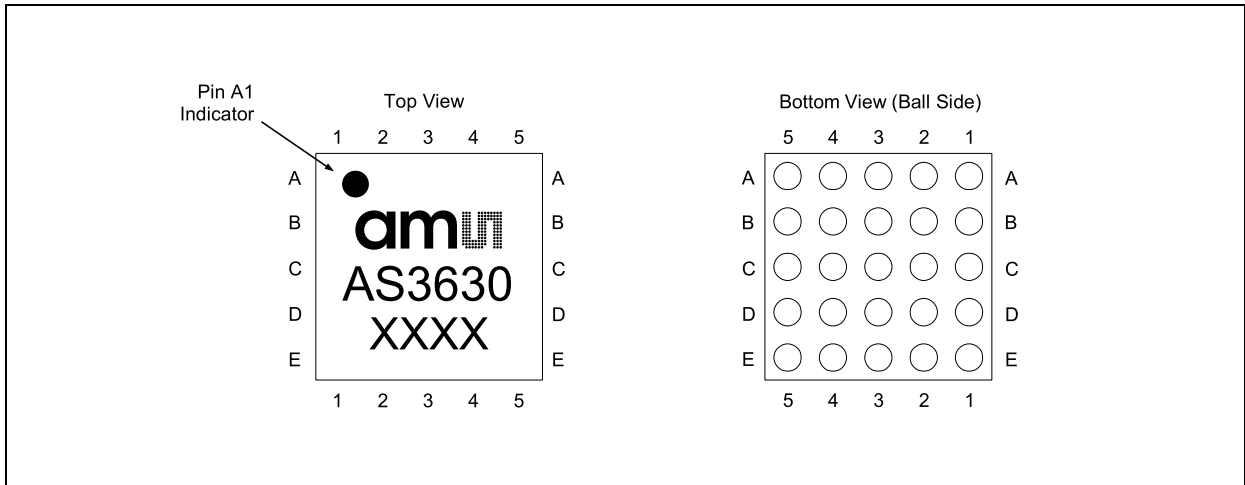 Pin A1
Indicator
Top View
1 2 3 4 5
A A
B B
C C
D D
E E
ams
AS3630
XXXX
1 2 3 4 5
Bottom View (Ball Side)
5 4 3 2 1
A A
B B
C C
D D
E E
5 4 3 2 1